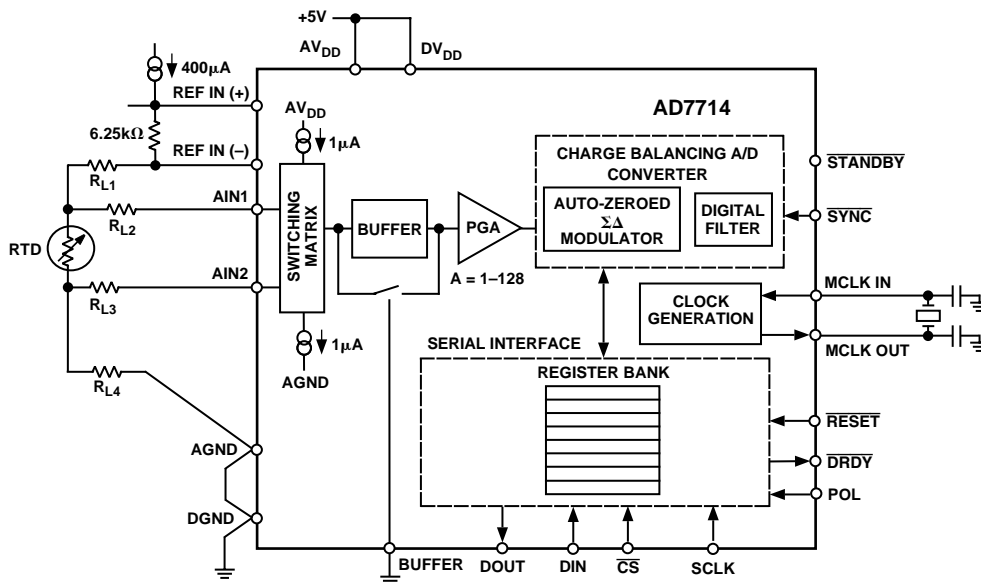 +5V
AV_DD
DV_DD
400μA
REF IN (+)
AV_DD
AD7714
6.25kΩ
1μA
REF IN (–)
CHARGE BALANCING A/D
CONVERTER
STANDBY
R_L1
AIN1
SWITCHING
MATRIX
AUTO-ZEROED
ΣΔ
MODULATOR
DIGITAL
FILTER
SYNC
R_L2
BUFFER
PGA
RTD
AIN2
A = 1–128
MCLK IN
R_L3
CLOCK
GENERATION
1μA
SERIAL INTERFACE
MCLK OUT
AGND
REGISTER BANK
R_L4
RESET
AGND
DRDY
POL
DGND
BUFFER
DOUT
DIN
CS
SCLK